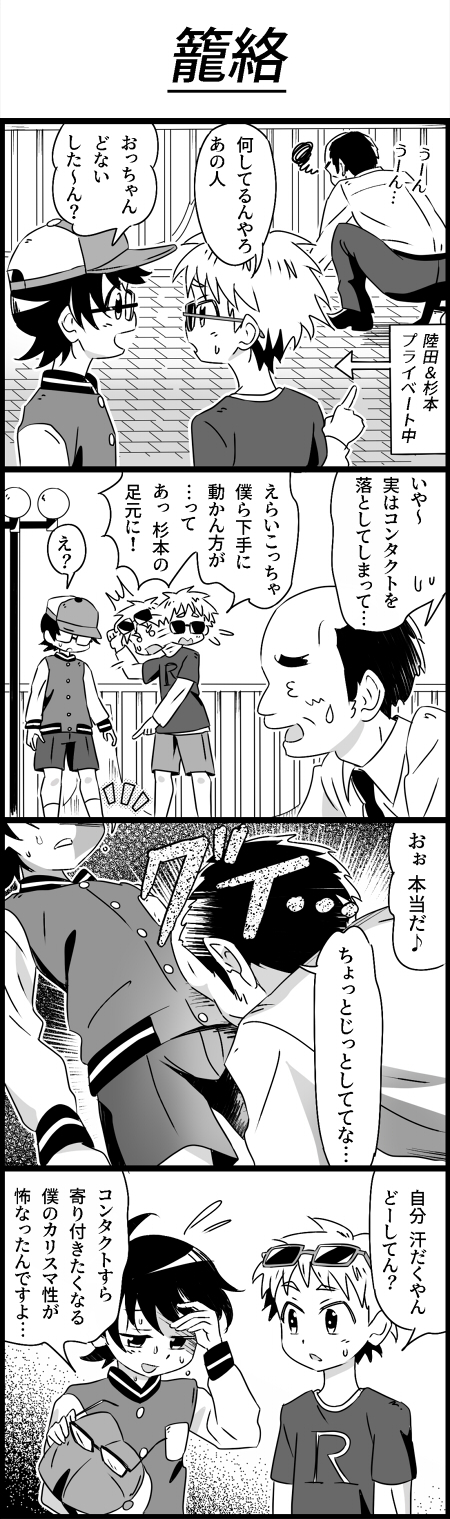 籠絡
うーん
うーん…
何してるんやろ
あの人
おっちゃん
どない
した〜ん?
陸田&杉本
プライベート中
いや〜
実はコンタクトを
落としてしまって…
えらいこっちゃ
僕ら下手に
動かん方が
…って
あっ 杉本の
足元に!
え?
R
おぉ 本当だ♪
グイ…
ちょっとじっとしててな…
自分 汗だくやん
どーしてん?
コンタクトすら
寄り付きたくなる
僕のカリスマ性が
怖なったんですよ…
R